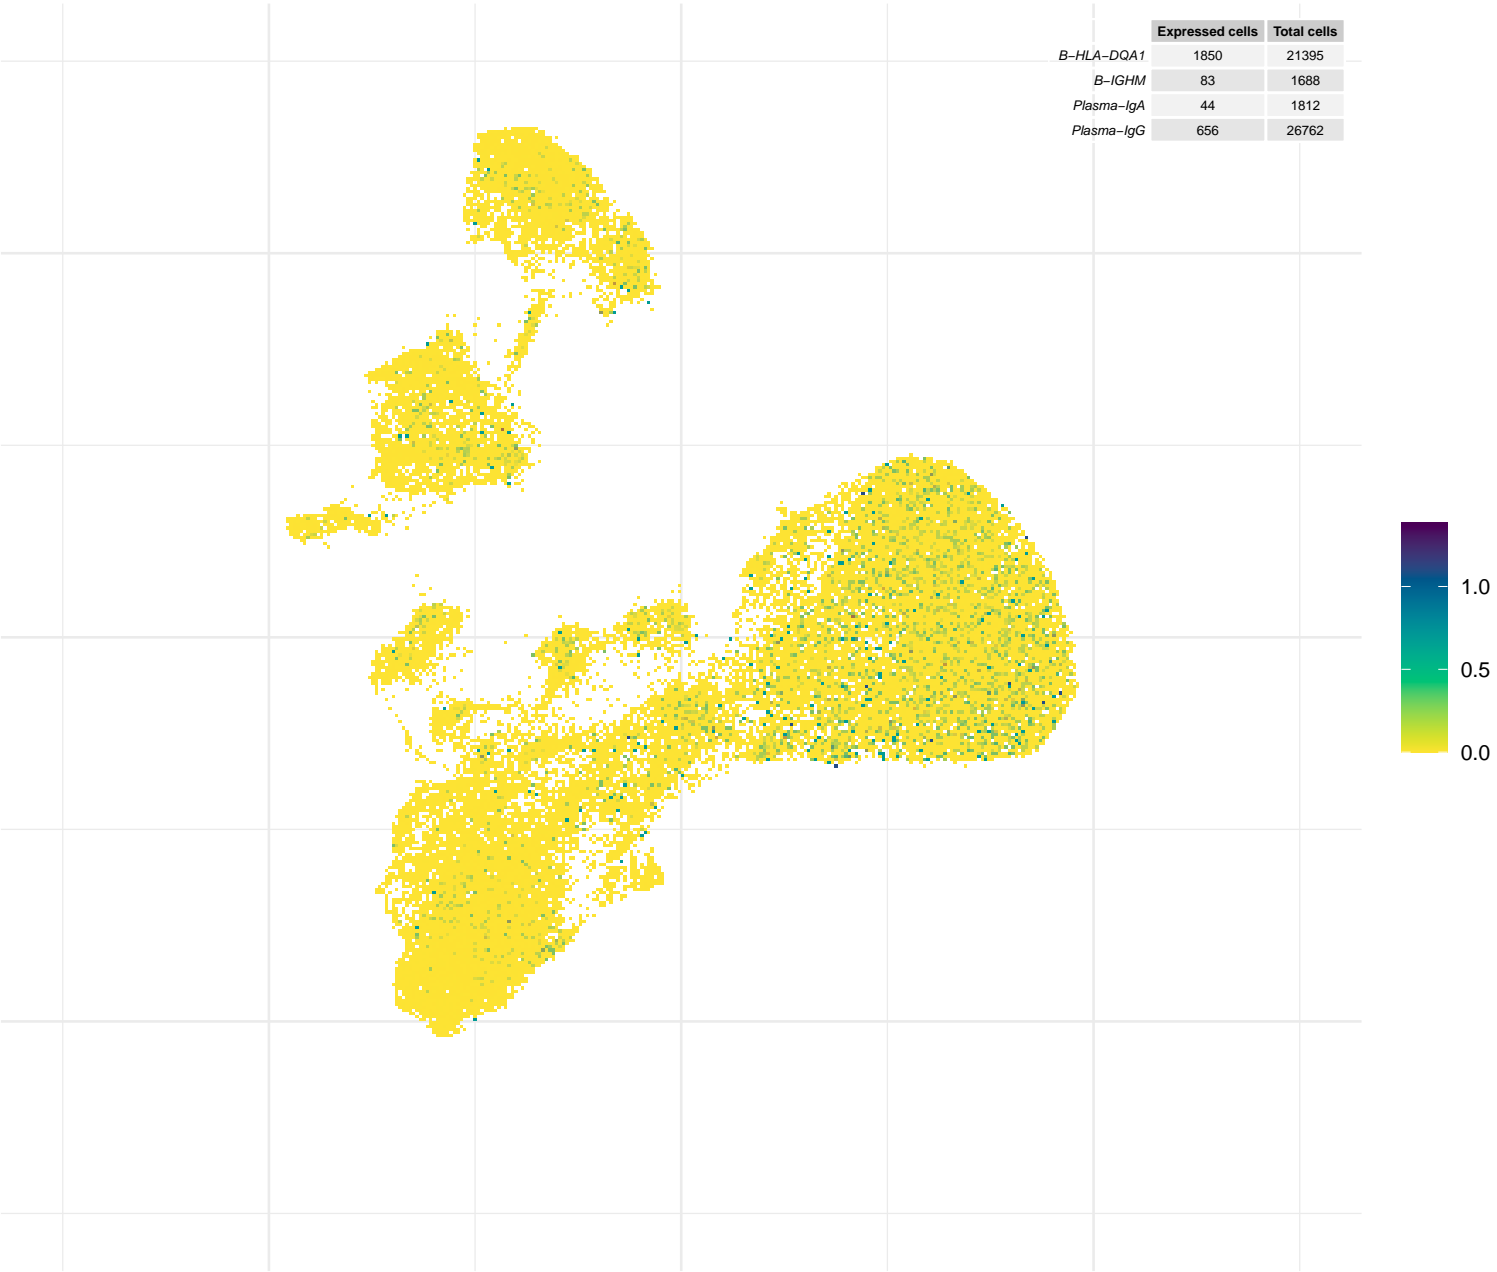 Expressed cells Total cells
B−HLA−DQA1 1850 21395
B−IGHM 83 1688
Plasma−IgA 44 1812
Plasma−IgG 656 26762
1.0
0.5
0.0